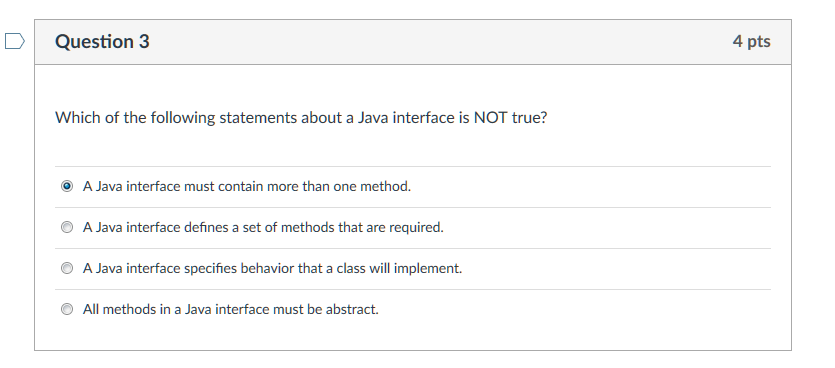 Question 3
4 pts
Which of the following statements about a Java interface is NOT true?
A Java interface must contain more than one method.
A Java interface defines a set of methods that are required.
A Java interface specifies behavior that a class will implement.
All methods in a Java interface must be abstract.